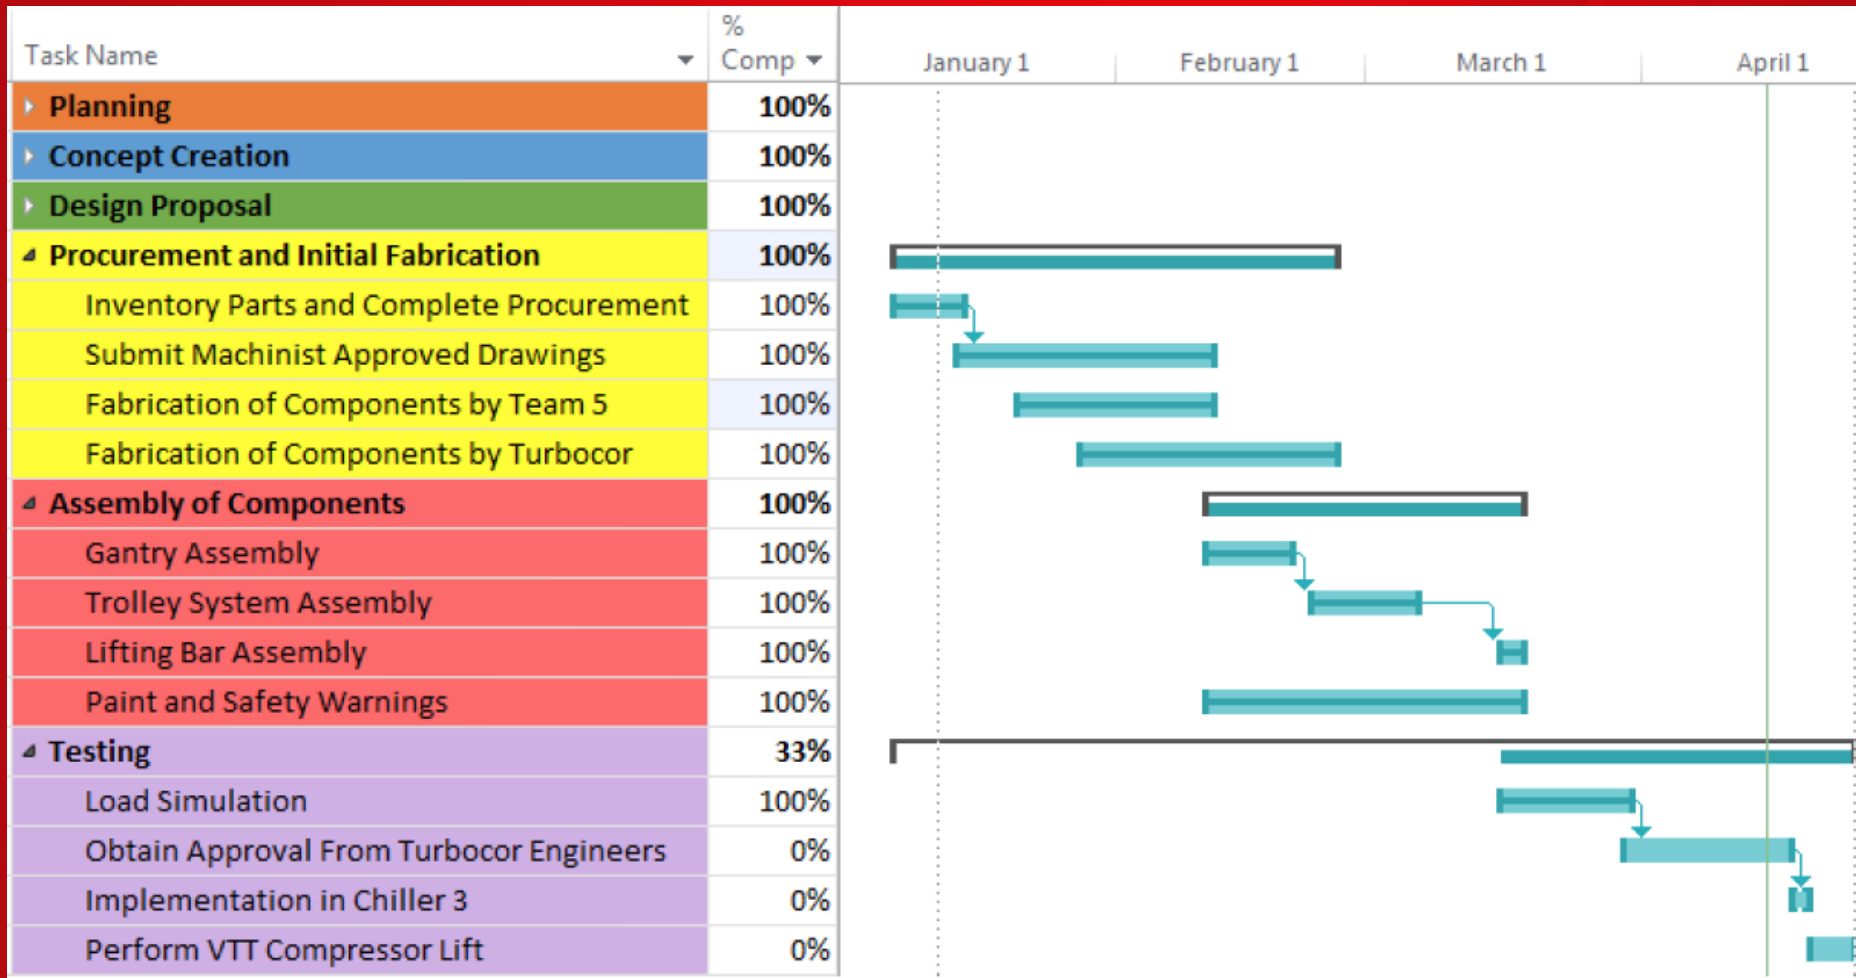 Task Name % Comp January 1 February 1 March 1 April 1
Planning 100%
Concept Creation 100%
Design Proposal 100%
Procurement and Initial Fabrication 100%
Inventory Parts and Complete Procurement 100%
Submit Machinist Approved Drawings 100%
Fabrication of Components by Team 5 100%
Fabrication of Components by Turbocor 100%
Assembly of Components 100%
Gantry Assembly 100%
Trolley System Assembly 100%
Lifting Bar Assembly 100%
Paint and Safety Warnings 100%
Testing 33%
Load Simulation 100%
Obtain Approval From Turbocor Engineers 0%
Implementation in Chiller 3 0%
Perform VTT Compressor Lift 0%